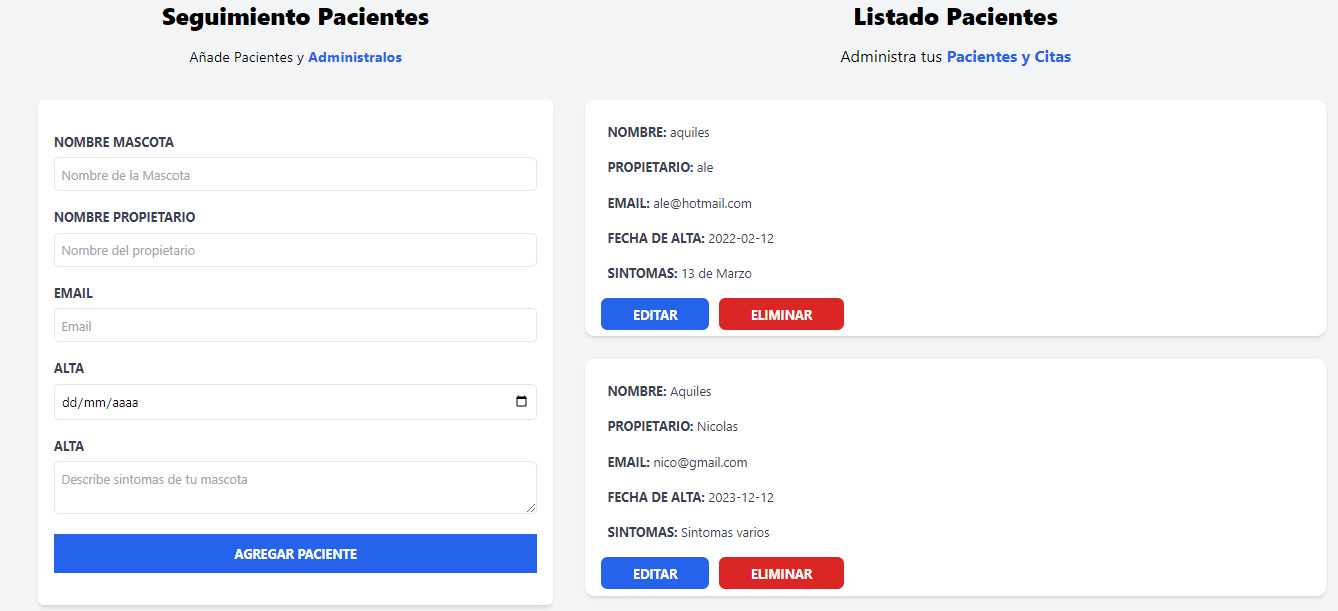 Seguimiento Pacientes
Añade Pacientes y Administralos
NOMBRE MASCOTA
Nombre de la Mascota
NOMBRE PROPIETARIO
Nombre del propietario
EMAIL
Email
ALTA
dd/mm/aaaa
ALTA
Describe sintomas de tu mascota
AGREGAR PACIENTE
Listado Pacientes
Administra tus Pacientes y Citas
NOMBRE: aquiles
PROPIETARIO: ale
EMAIL: ale@hotmail.com
FECHA DE ALTA: 2022-02-12
SINTOMAS: 13 de Marzo
EDITAR ELIMINAR
NOMBRE: Aquiles
PROPIETARIO: Nicolas
EMAIL: nico@gmail.com
FECHA DE ALTA: 2023-12-12
SINTOMAS: Sintomas varios
EDITAR ELIMINAR